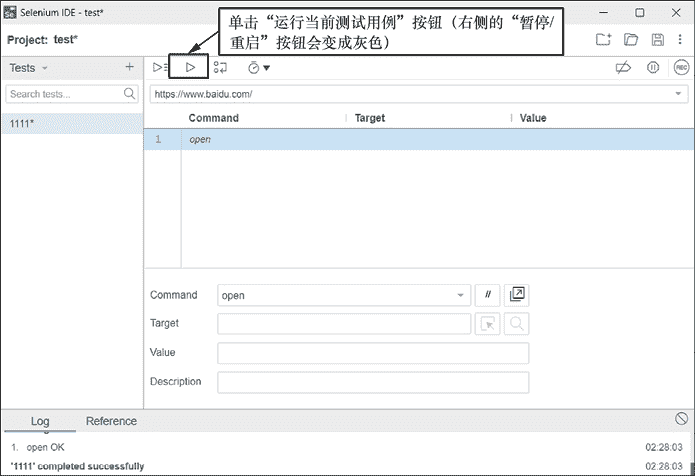 Selenium IDE - test*
单击“运行当前测试用例”按钮（右侧的“暂停/
重启”按钮会变成灰色）
Project: test*
Tests
Search tests...
1111*
https://www.baidu.com/
Command Target Value
1 open
REC
Command open //
Target
Value
Description
Log Reference
1. open OK 02:28:03
'1111' completed successfully 02:28:03